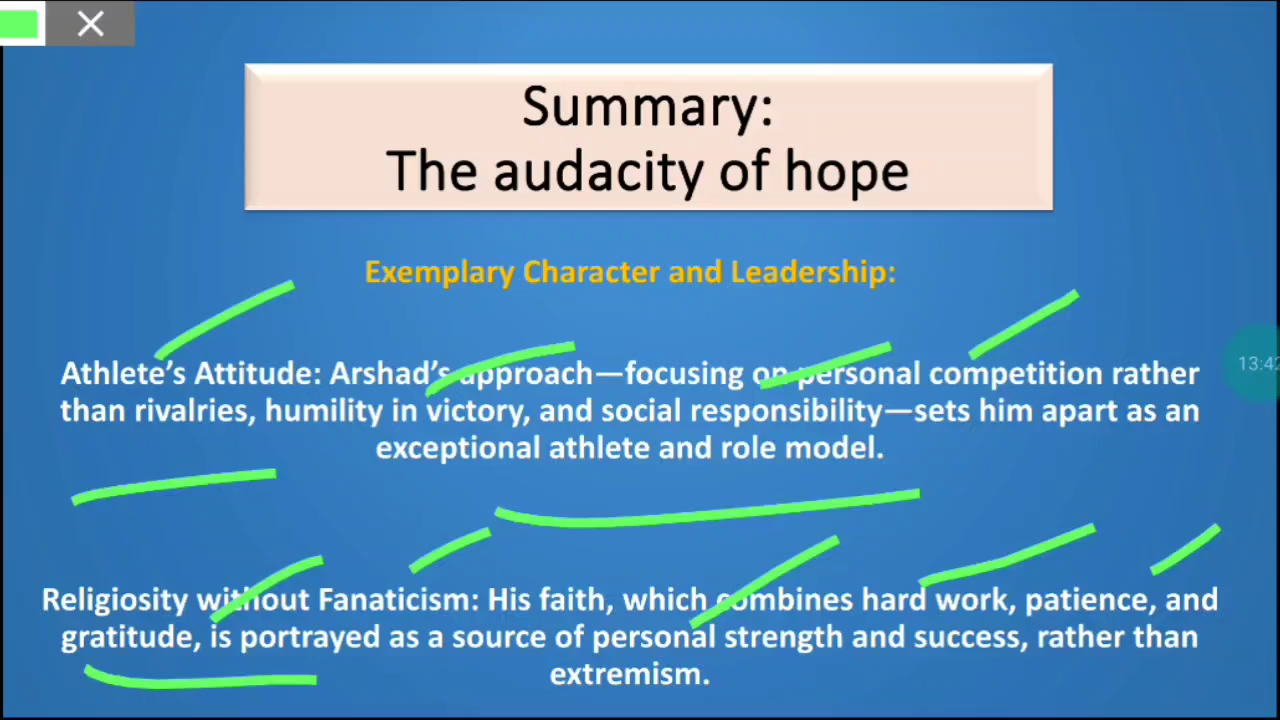 Summary:
The audacity of hope
Exemplary Character and Leadership:
Athlete's Attitude: Arshad's approach—focusing on personal competition rather
than rivalries, humility in victory, and social responsibility—sets him apart as an
exceptional athlete and role model.
Religiosity without Fanaticism: His faith, which combines hard work, patience, and
gratitude, is portrayed as a source of personal strength and success, rather than
extremism.